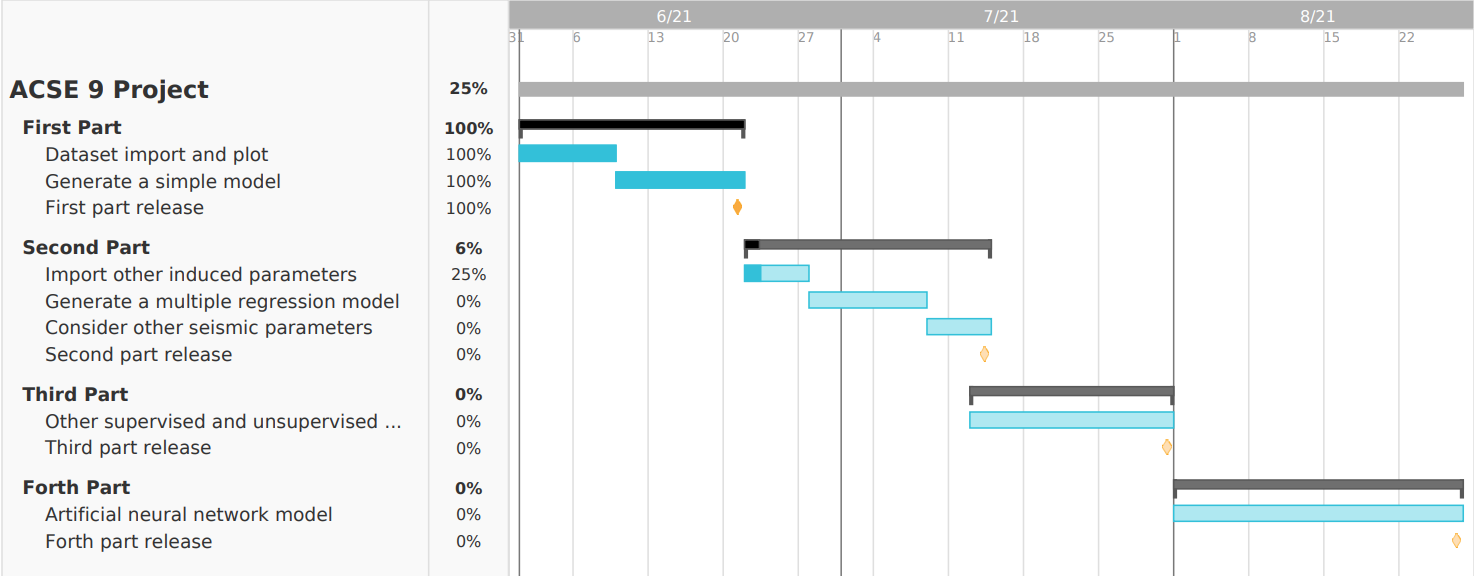 6/21 7/21 8/21
31 6 13 20 27 4 11 18 25 1 8 15 22
ACSE 9 Project 25%
First Part 100%
Dataset import and plot 100%
Generate a simple model 100%
First part release 100%
Second Part 6%
Import other induced parameters 25%
Generate a multiple regression model 0%
Consider other seismic parameters 0%
Second part release 0%
Third Part 0%
Other supervised and unsupervised ... 0%
Third part release 0%
Forth Part 0%
Artificial neural network model 0%
Forth part release 0%